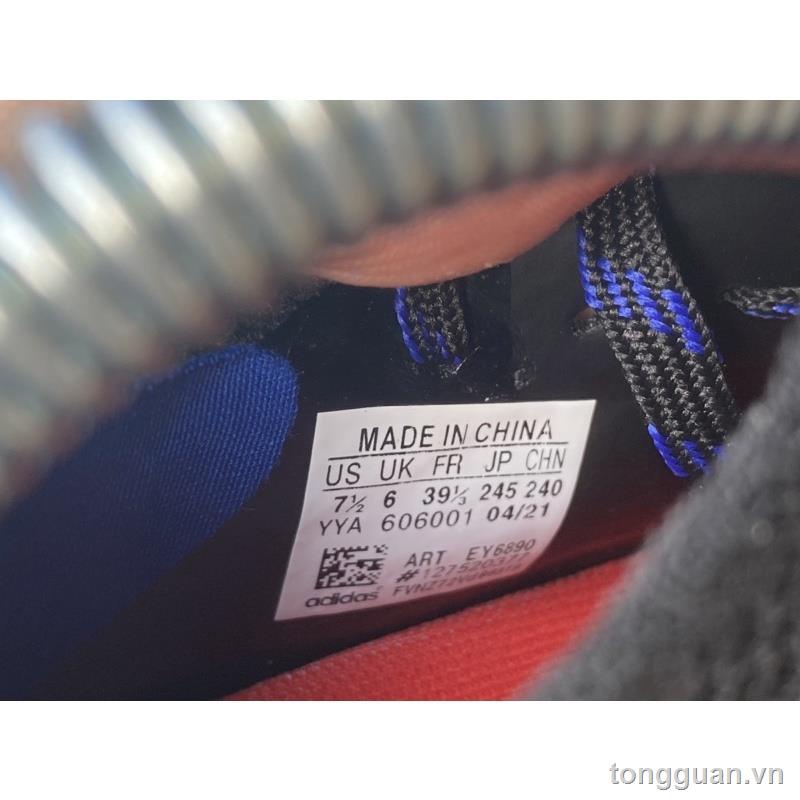 MADE IN CHINA
US UK FR JP CHN
7½ 6 39⅓ 245 240
YYA 606001 04/21
ART EY6890
#127520377
adidas
tongguan.vn